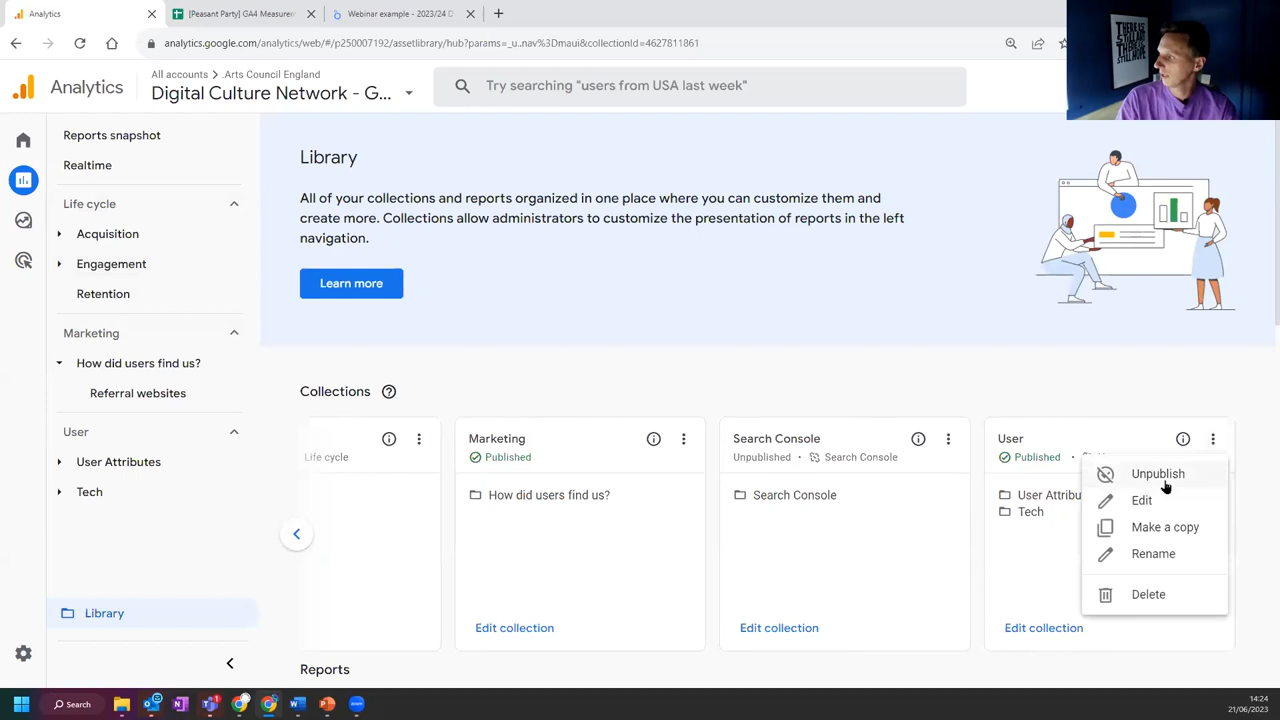 Analytics
[Peasant Party] GA4 Measurem
Webinar example - 2023/24 D
analytics.google.com/analytics/web/#/p250001192/assetlibrary/hub?params=_u..nav%3Dmaui&collectionId=4627811861
Analytics
All accounts > Arts Council England
Digital Culture Network - G...
Try searching "users from USA last week"
THERE IS
STILL MORE
Reports snapshot
Realtime
Life cycle
Acquisition
Engagement
Retention
Marketing
How did users find us?
Referral websites
User
User Attributes
Tech
Library
Library
All of your collections and reports organized in one place where you can customize them and
create more. Collections allow administrators to customize the presentation of reports in the left
navigation.
Learn more
Collections
Life cycle
Marketing
Published
How did users find us?
Edit collection
Search Console
Unpublished • Search Console
Search Console
Edit collection
User
Published •
User Attribu
Tech
Edit collection
Unpublish
Edit
Make a copy
Rename
Delete
Reports
Search
14:24
21/06/2023